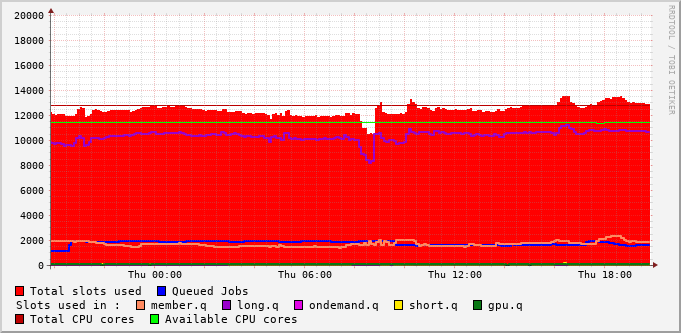 20000
18000
16000
14000
12000
10000
8000
6000
4000
2000
0
Thu 00:00 Thu 06:00 Thu 12:00 Thu 18:00
RRDTOOL / TOBI OETIKER
Total slots used Queued Jobs
Slots used in : member.q long.q ondemand.q short.q gpu.q
Total CPU cores Available CPU cores